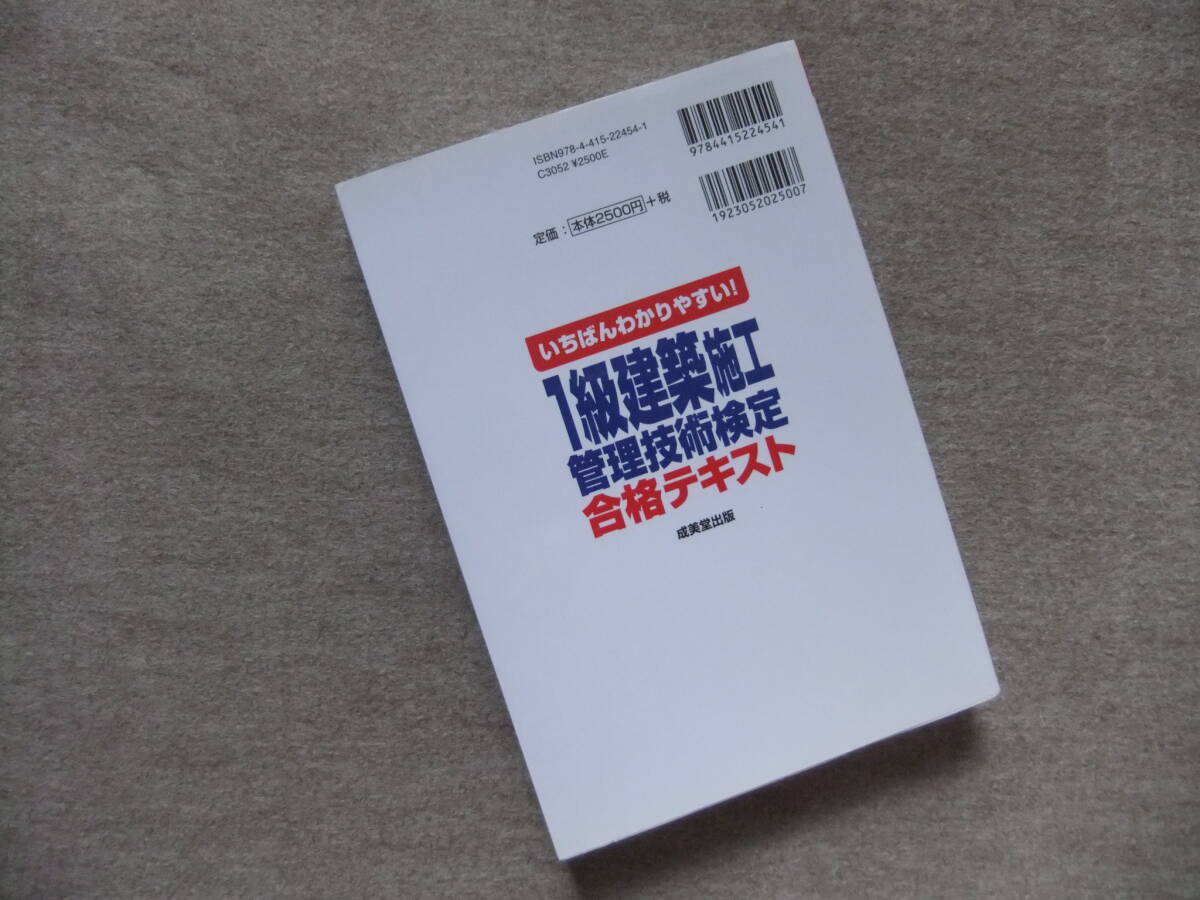 ISBN978-4-415-22454-1
C3052 ¥2500E
定価：本体2500円+税
9784415224541
1923052025007
いちばんわかりやすい！
1級建築施工
管理技術検定
合格テキスト
成美堂出版